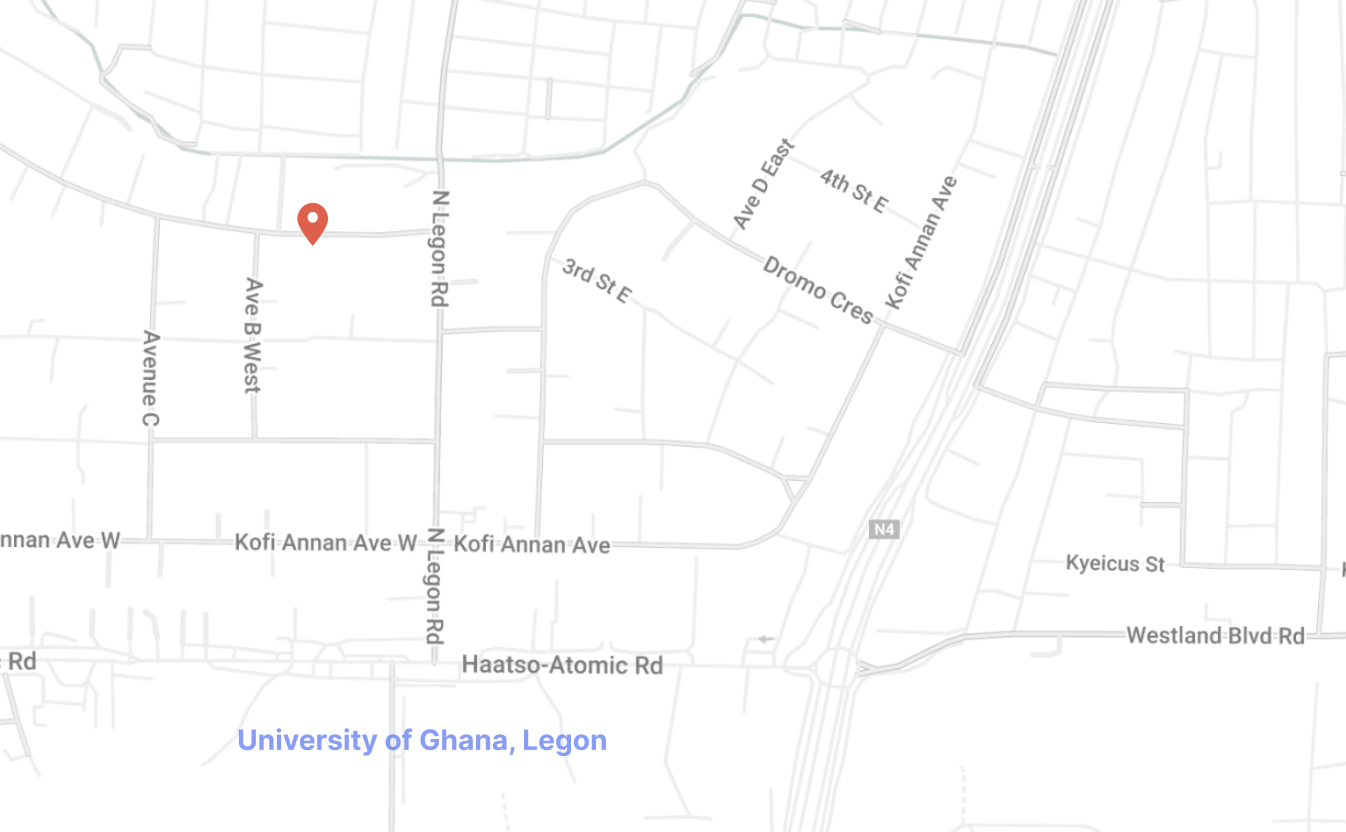 Ave D East
4th St E
N Legon Rd
Kofi Annan Ave
3rd St E
Dromo Cres
Ave B West
Avenue C
N4
nnan Ave W
Kofi Annan Ave W
Kofi Annan Ave
N Legon Rd
Kyeicus St
Westland Blvd Rd
Rd
Haatso-Atomic Rd
University of Ghana, Legon